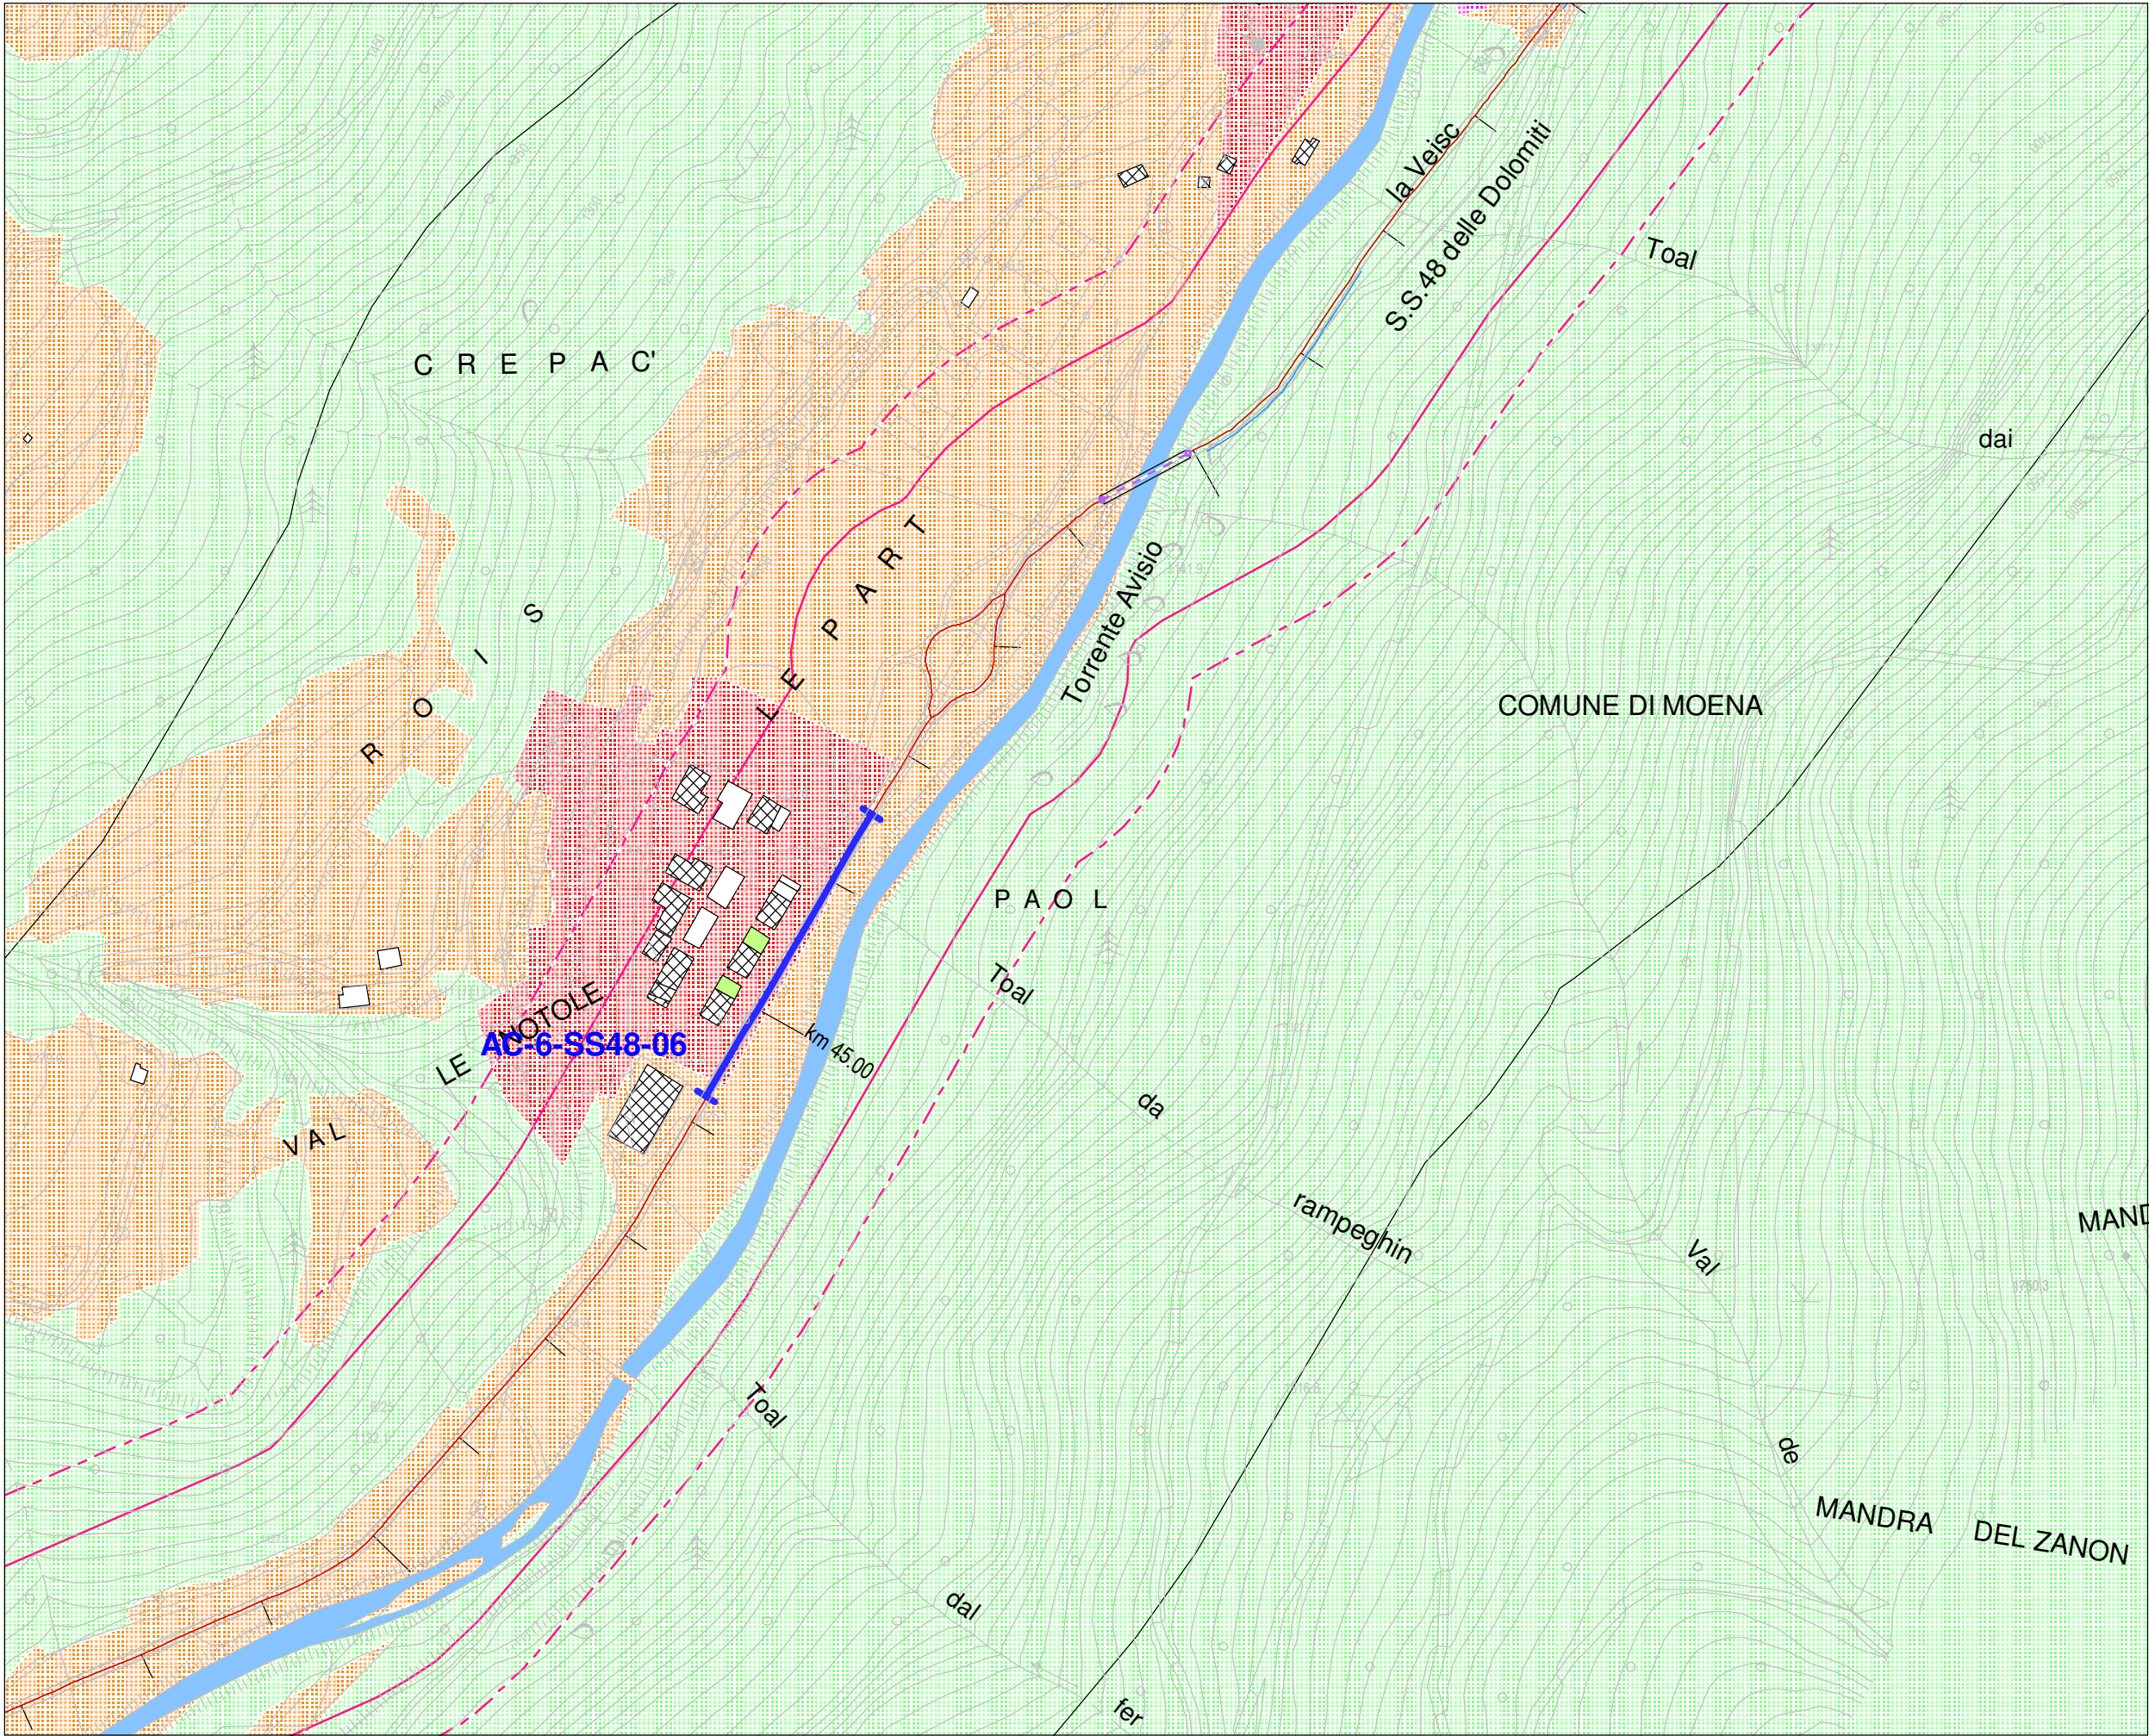 la Veisc
S.S.48 delle Dolomiti
Toal
C R E P A C'
dai
L E P A R T
R O I S
Torrente Avisio
COMUNE DI MOENA
P A O L
Toal
LE NOTOLE
AC-6-SS48-06
km 45.00
da
V A L
rampeghin
MAND
Val
Toal
de
MANDRA DEL ZANON
dal
fer